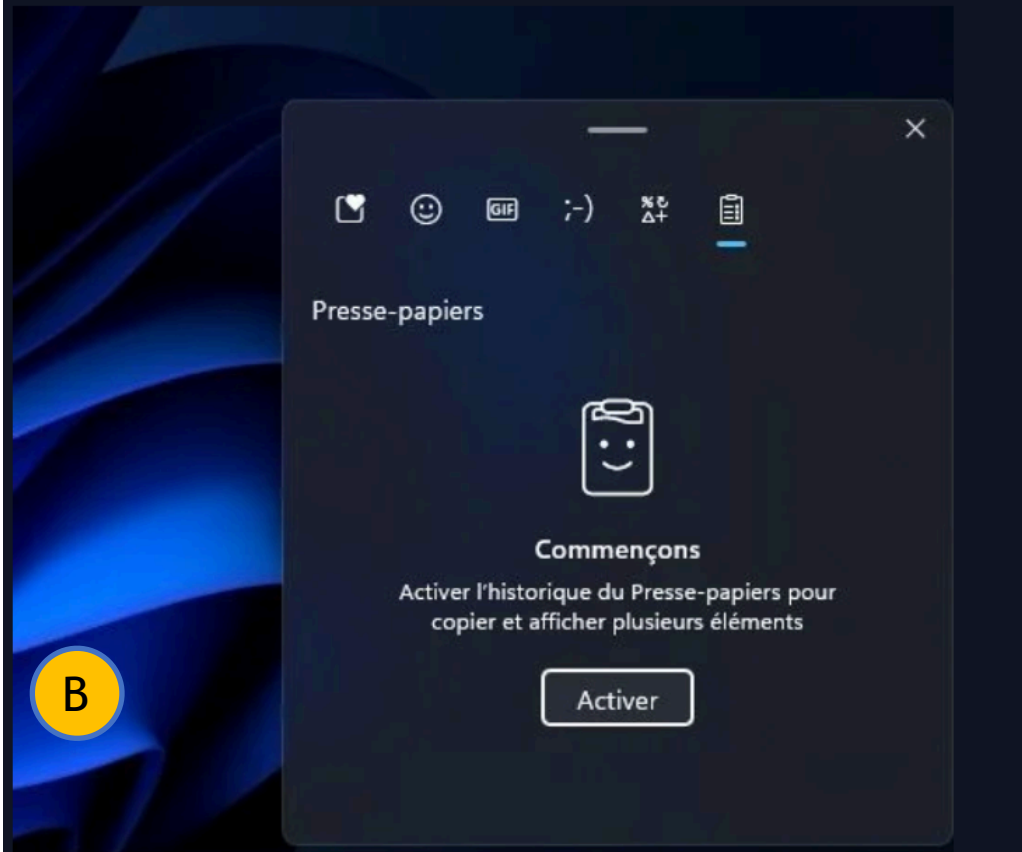 GIF
;-)
Presse-papiers
Commençons
Activer l'historique du Presse-papiers pour
copier et afficher plusieurs éléments
Activer
B